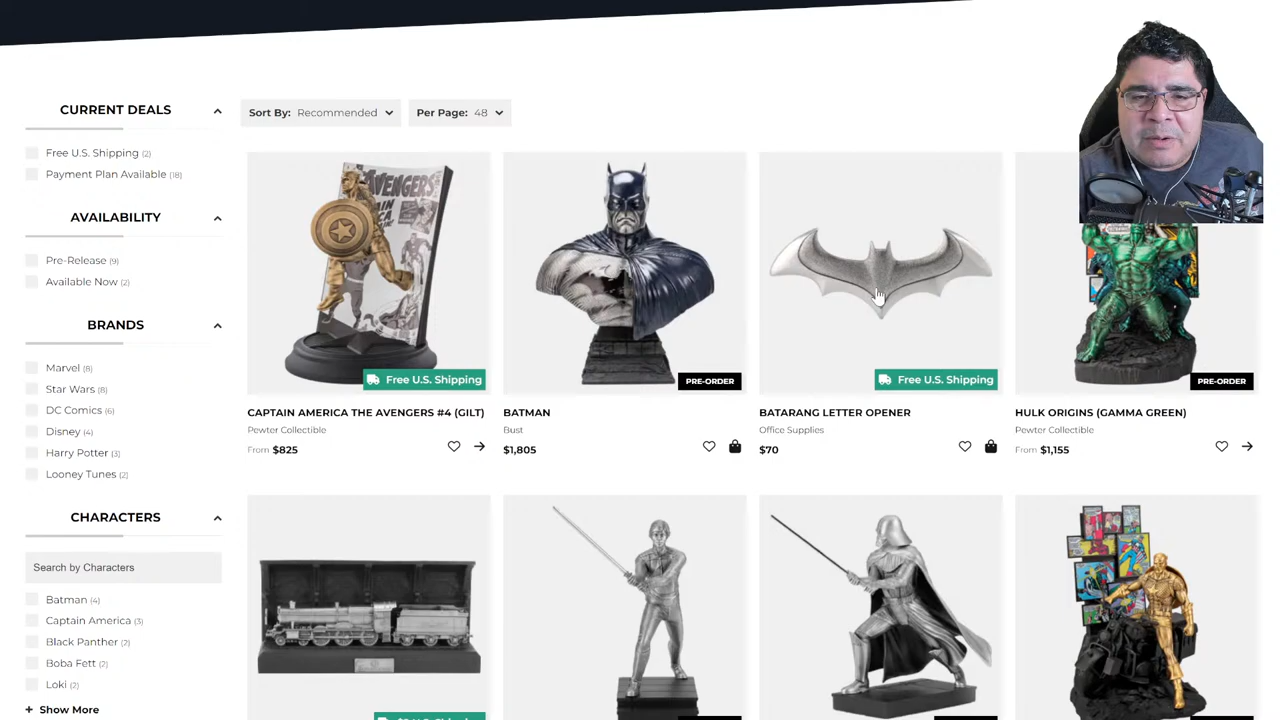 CURRENT DEALS
Free U.S. Shipping (2)
Payment Plan Available (18)
AVAILABILITY
Pre-Release (9)
Available Now (2)
BRANDS
Marvel (8)
Star Wars (8)
DC Comics (6)
Disney (4)
Harry Potter (3)
Looney Tunes (2)
CHARACTERS
Search by Characters
Batman (4)
Captain America (3)
Black Panther (2)
Boba Fett (2)
Loki (2)
+ Show More
Sort By: Recommended
Per Page: 48
AVENGERS
Free U.S. Shipping
CAPTAIN AMERICA THE AVENGERS #4 (GILT)
Pewter Collectible
From $825
PRE-ORDER
BATMAN
Bust
$1,805
Free U.S. Shipping
BATARANG LETTER OPENER
Office Supplies
$70
PRE-ORDER
HULK ORIGINS (GAMMA GREEN)
Pewter Collectible
From $1,155